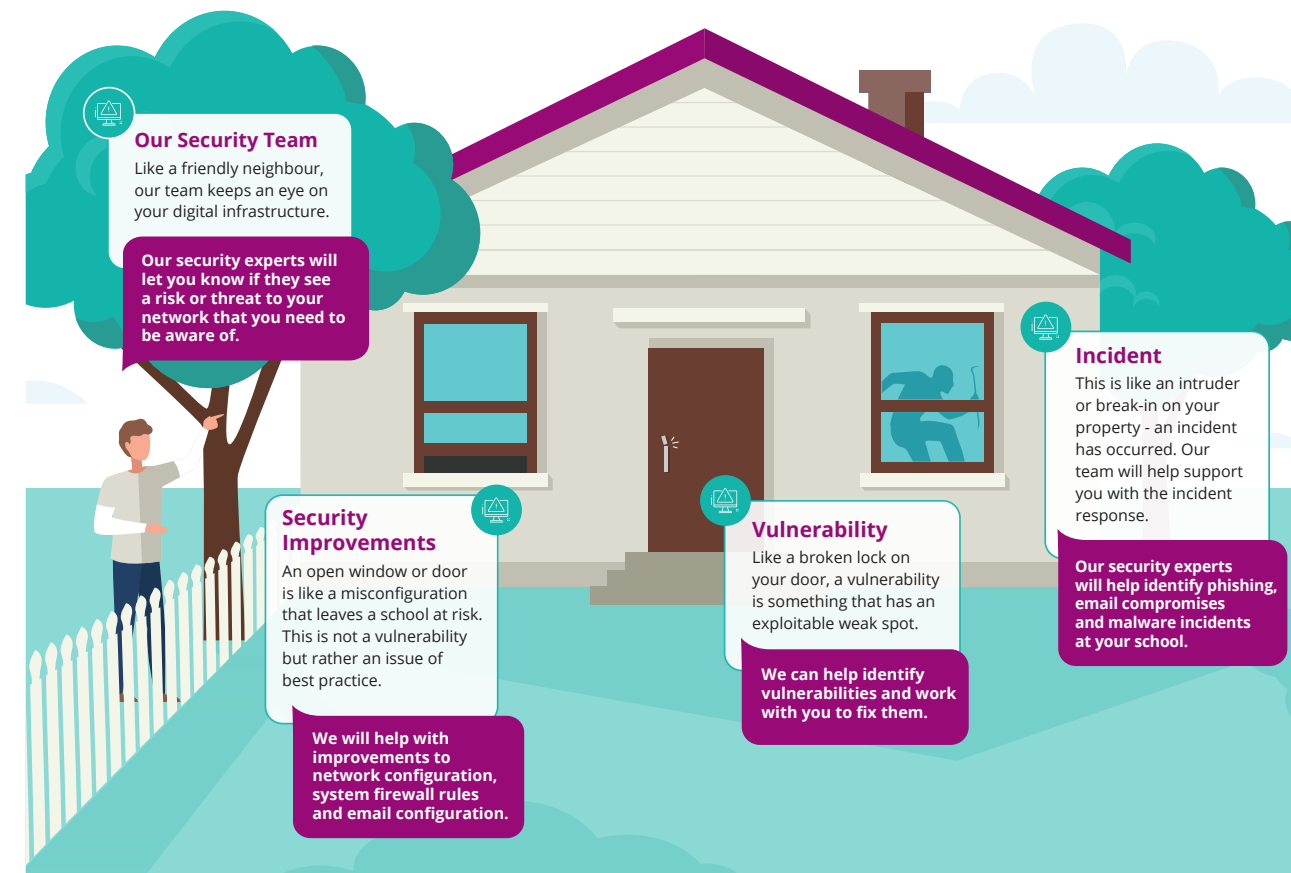 Our Security Team
Like a friendly neighbour,
our team keeps an eye on
your digital infrastructure.
Our security experts will
let you know if they see
a risk or threat to your
network that you need to
be aware of.
Security
Improvements
An open window or door
is like a misconfiguration
that leaves a school at risk.
This is not a vulnerability
but rather an issue of
best practice.
We will help with
improvements to
network configuration,
system firewall rules
and email configuration.
Vulnerability
Like a broken lock on
your door, a vulnerability
is something that has an
exploitable weak spot.
We can help identify
vulnerabilities and work
with you to fix them.
Incident
This is like an intruder
or break-in on your
property - an incident
has occurred. Our
team will help support
you with the incident
response.
Our security experts
will help identify phishing,
email compromises
and malware incidents
at your school.